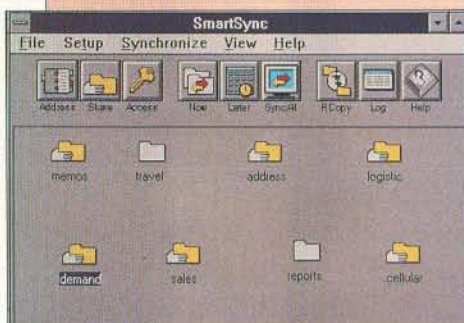 SmartSync
File Setup Synchronize View Help
Address Share Access Now Later SyncAll RCopy Log Help
memos travel address logistic
demand sales reports cellular